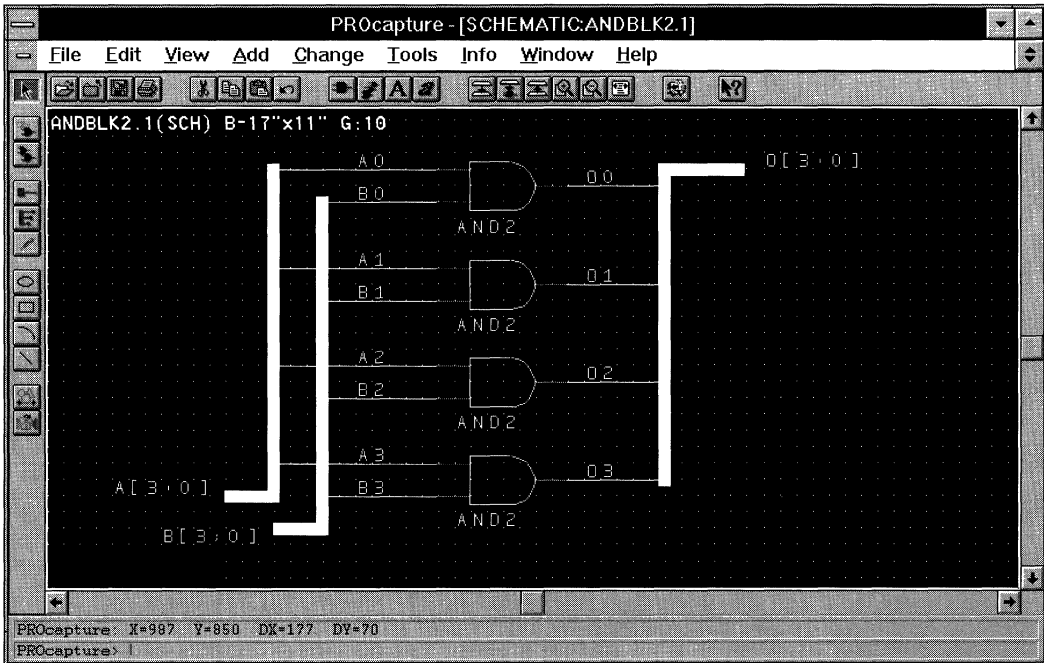 PROcapture - [SCHEMATIC:ANDBLK2.1]
File Edit View Add Change Tools Info Window Help
ANDBLK2.1(SCH) B-17"x11" G:10
A0
B0
AND2
O0
O[3:0]
A1
B1
AND2
O1
A2
B2
AND2
O2
A3
B3
AND2
O3
A[3:0]
B[3:0]
PROcapture: X=987 Y=850 DX=177 DY=70
PROcapture>